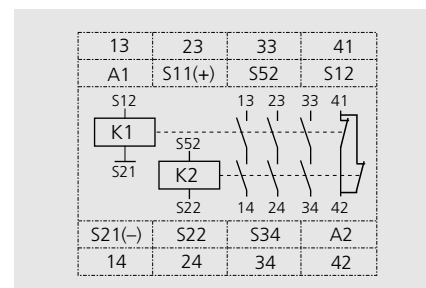 13 23 33 41
A1 S11(+) S52 S12
S12 13 23 33 41
K1
S52
S21 K2
S22 14 24 34 42
S21(–) S22 S34 A2
14 24 34 42